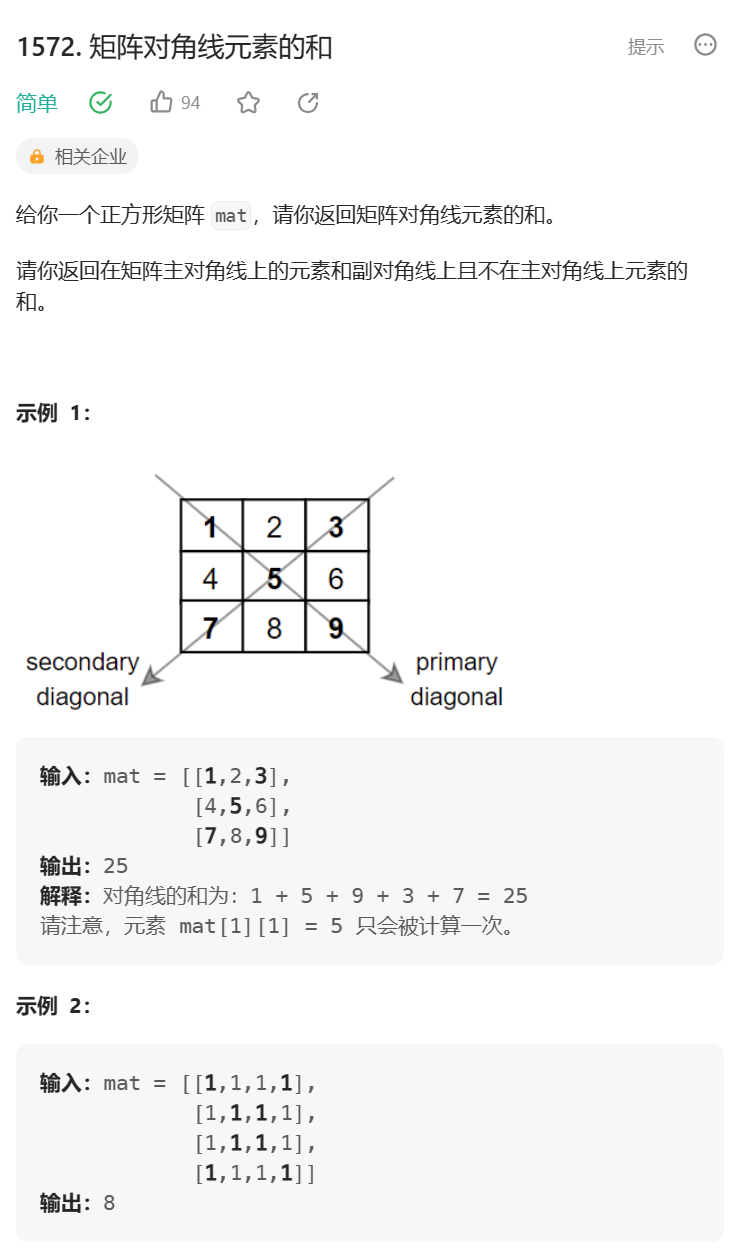 1572. 矩阵对角线元素的和
提示
简单 94
相关企业
给你一个正方形矩阵 mat，请你返回矩阵对角线元素的和。
请你返回在矩阵主对角线上的元素和副对角线上且不在主对角线上元素的
和。
示例 1：
1 2 3
4 5 6
7 8 9
secondary
diagonal
primary
diagonal
输入：mat = [[1,2,3],
[4,5,6],
[7,8,9]]
输出：25
解释：对角线的和为：1 + 5 + 9 + 3 + 7 = 25
请注意，元素 mat[1][1] = 5 只会被计算一次。
示例 2：
输入：mat = [[1,1,1,1],
[1,1,1,1],
[1,1,1,1],
[1,1,1,1]]
输出：8